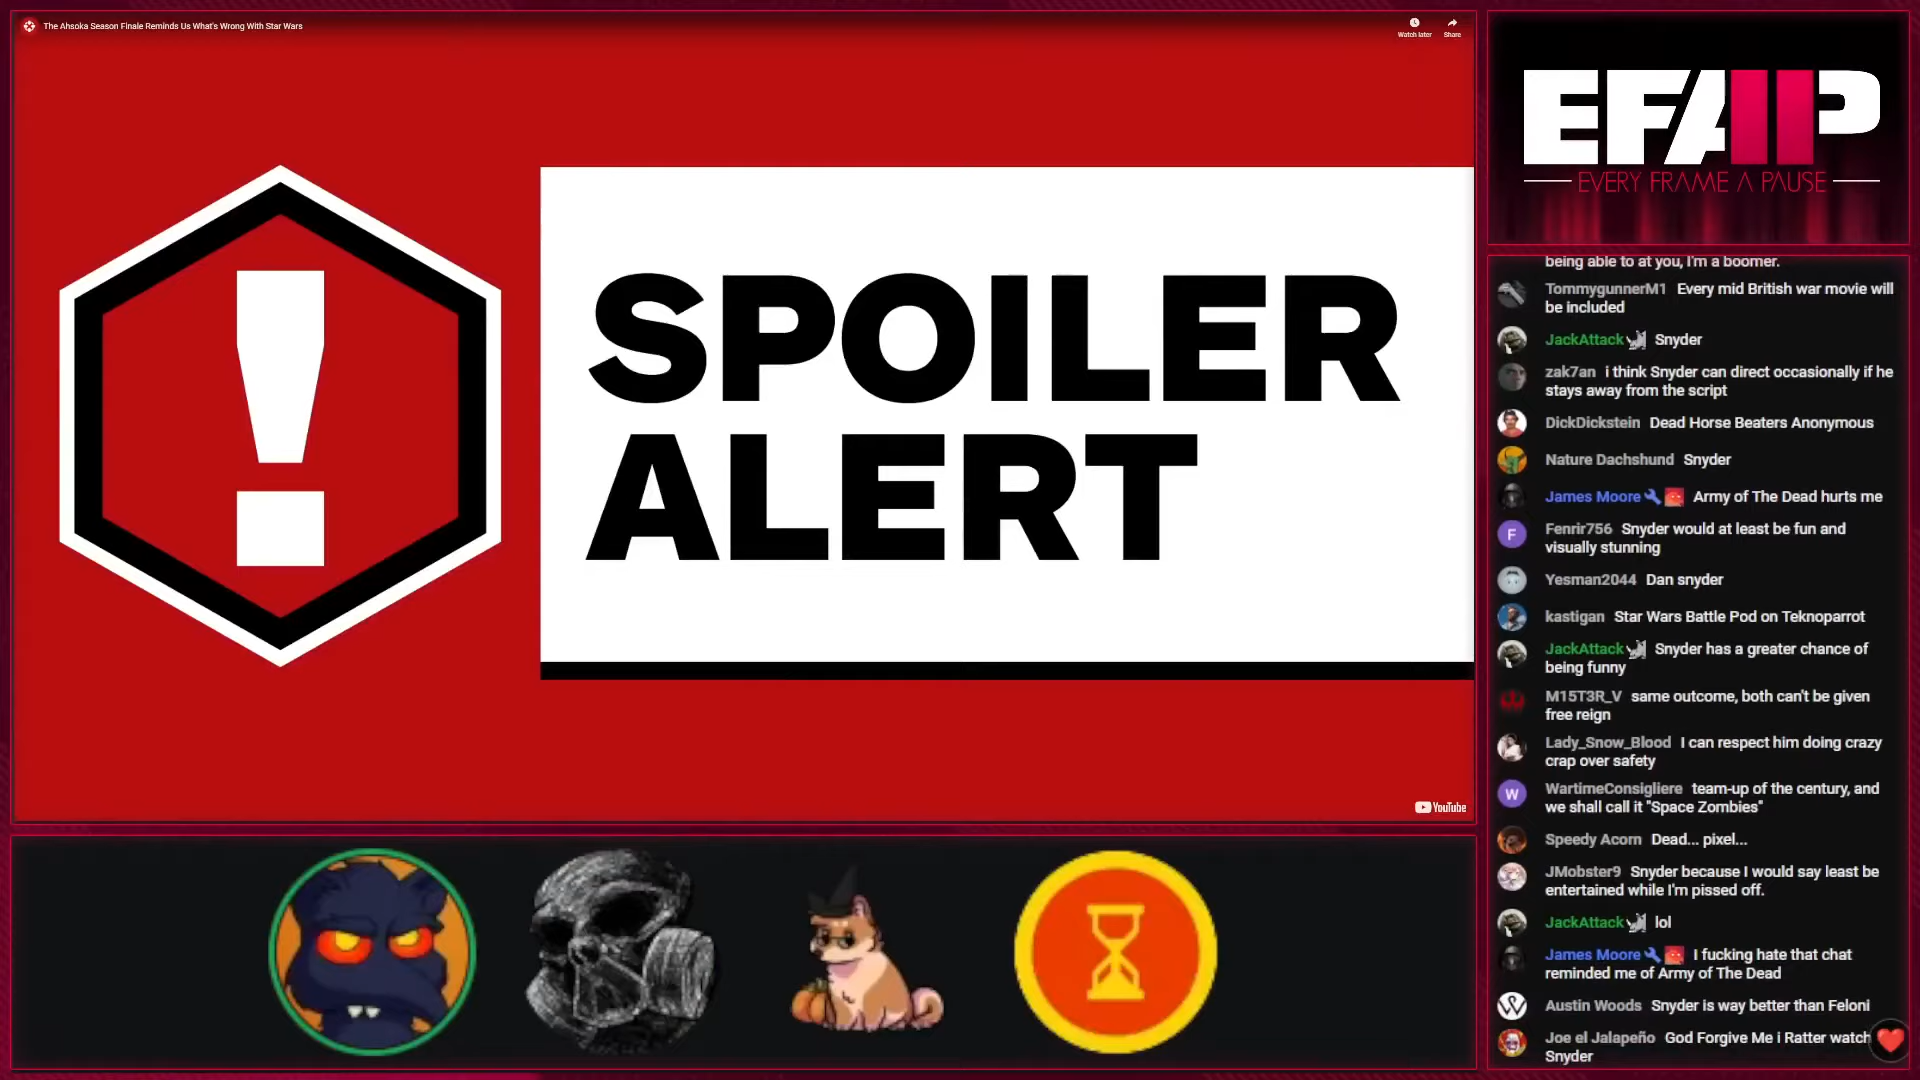 The Ahsoka Season Finale Reminds Us What's Wrong With Star Wars
Watch later
Share
SPOILER
ALERT
YouTube
EFAP
EVERY FRAME A PAUSE
being able to at you, I'm a boomer.
TommygunnerM1 Every mid British war movie will
be included
JackAttack Snyder
zak7an i think Snyder can direct occasionally if he
stays away from the script
DickDickstein Dead Horse Beaters Anonymous
Nature Dachshund Snyder
James Moore Army of The Dead hurts me
F
Fenrir756 Snyder would at least be fun and
visually stunning
Yesman2044 Dan snyder
kastigan Star Wars Battle Pod on Teknoparrot
JackAttack Snyder has a greater chance of
being funny
M15T3R_V same outcome, both can't be given
free reign
Lady_Snow_Blood I can respect him doing crazy
crap over safety
W
WartimeConsigliere team-up of the century, and
we shall call it "Space Zombies"
Speedy Acorn Dead... pixel...
JMobster9 Snyder because I would say least be
entertained while I'm pissed off.
JackAttack lol
James Moore I fucking hate that chat
reminded me of Army of The Dead
Austin Woods Snyder is way better than Feloni
Joe el Jalapeño God Forgive Me i Ratter watch
Snyder